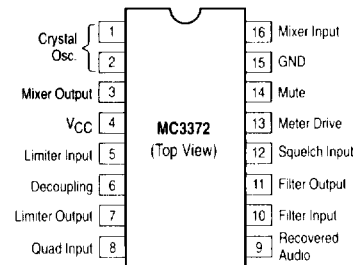 Crystal
Osc.
1
2
Mixer Output 3
VCC 4
Limiter Input 5
Decoupling 6
Limiter Output 7
Quad Input 8
MC3372
(Top View)
16 Mixer Input
15 GND
14 Mute
13 Meter Drive
12 Squelch Input
11 Filter Output
10 Filter Input
9 Recovered
Audio